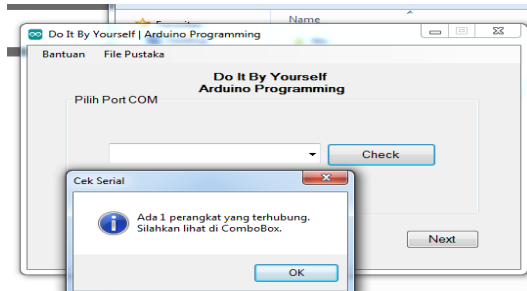 Name
Do It By Yourself | Arduino Programming
Bantuan File Pustaka
Do It By Yourself
Arduino Programming
Pilih Port COM
Check
Cek Serial
Ada 1 perangkat yang terhubung.
Silahkan lihat di ComboBox.
Next
OK